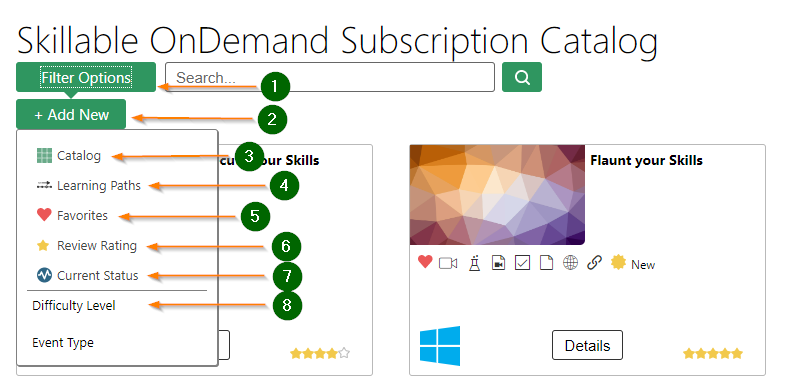 Skillable OnDemand Subscription Catalog
Filter Options
Search...
1
+ Add New
2
Catalog
3
Skills
Learning Paths
4
Favorites
5
Review Rating
6
Current Status
7
Difficulty Level
8
Event Type
Flaunt your Skills
New
Details